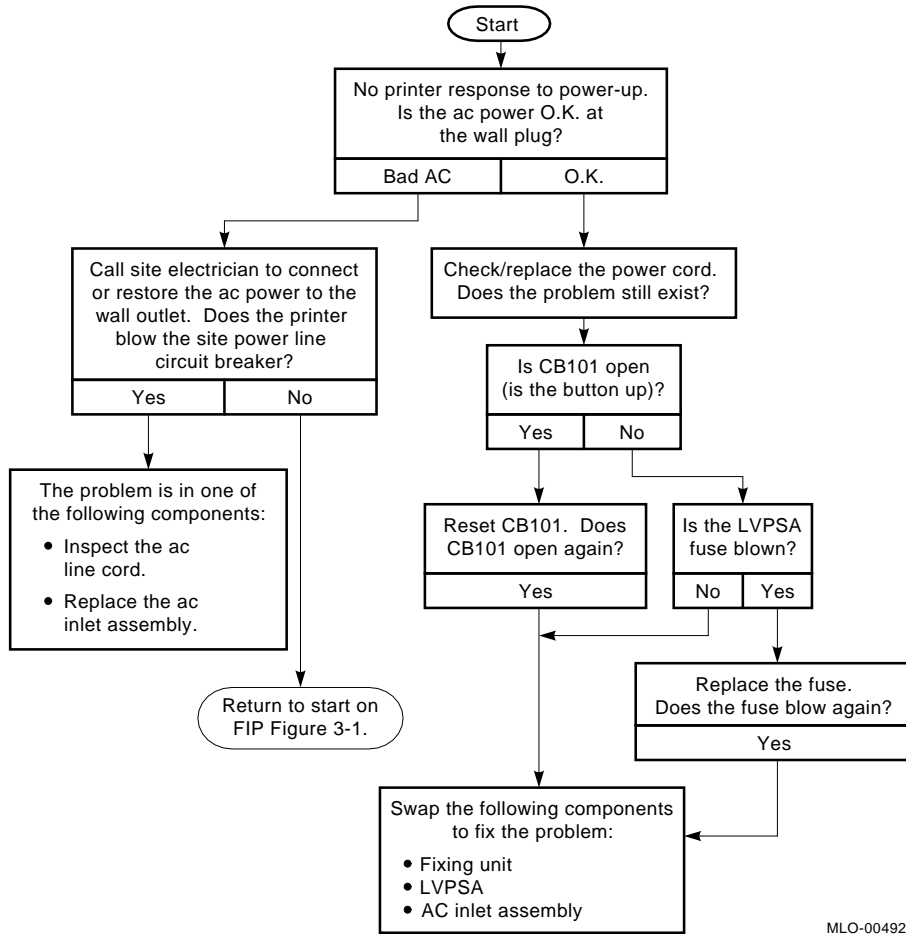 Start
No printer response to power-up.
Is the ac power O.K. at
the wall plug?
Bad AC
O.K.
Call site electrician to connect
or restore the ac power to the
wall outlet. Does the printer
blow the site power line
circuit breaker?
Yes
No
Check/replace the power cord.
Does the problem still exist?
Is CB101 open
(is the button up)?
Yes
No
The problem is in one of
the following components:
• Inspect the ac
line cord.
• Replace the ac
inlet assembly.
Reset CB101. Does
CB101 open again?
Yes
Is the LVPSA
fuse blown?
No
Yes
Return to start on
FIP Figure 3-1.
Replace the fuse.
Does the fuse blow again?
Yes
Swap the following components
to fix the problem:
• Fixing unit
• LVPSA
• AC inlet assembly
MLO-00492